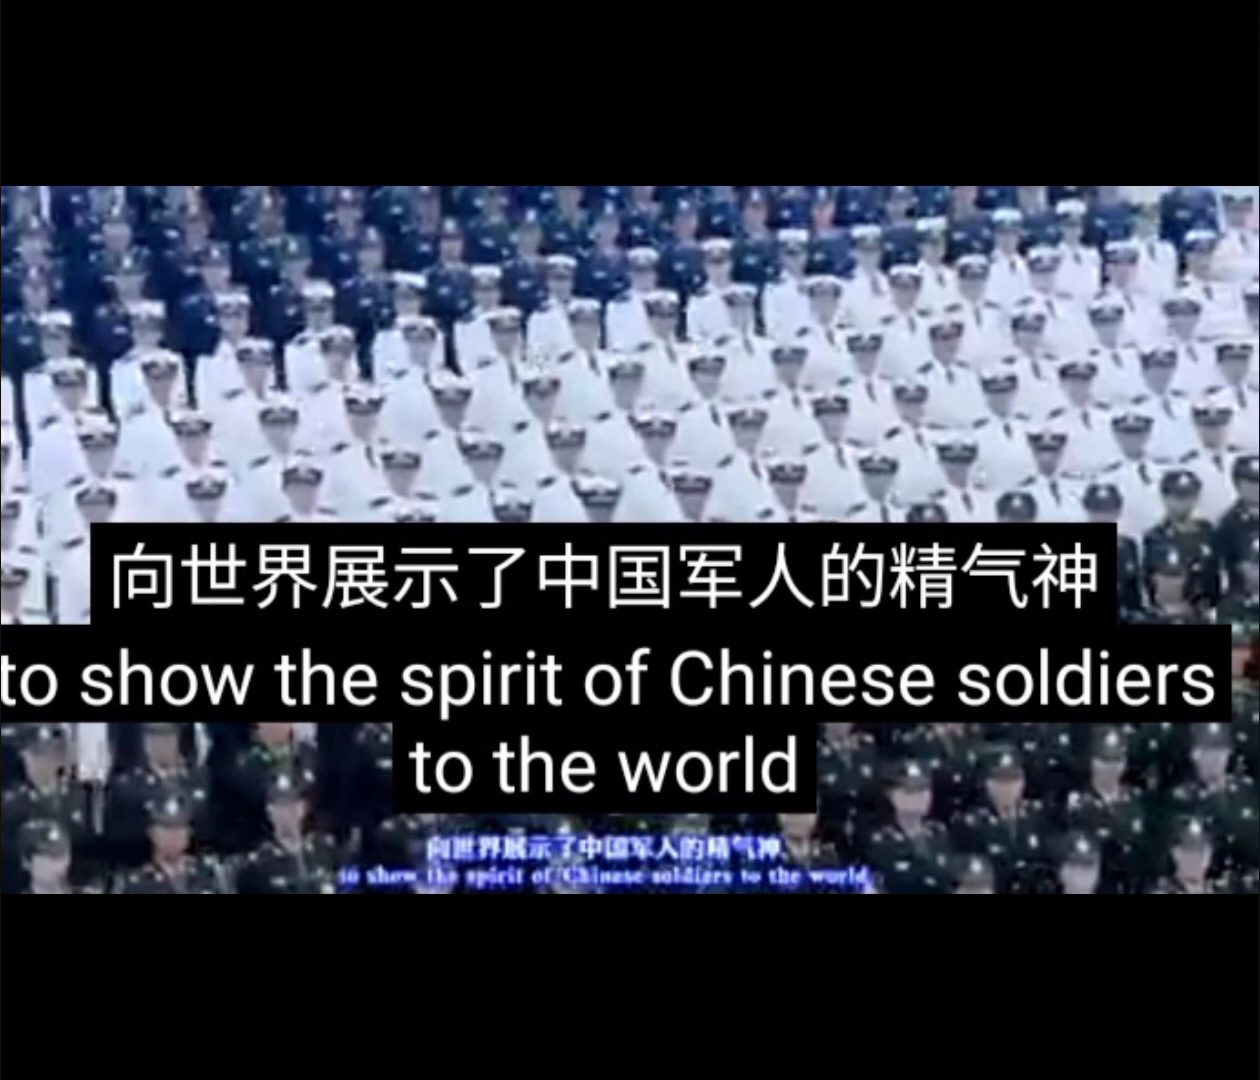 向世界展示了中国军人的精气神
to show the spirit of Chinese soldiers
to the world
向世界展示了中国军人的精气神
to show the spirit of Chinese soldiers to the world